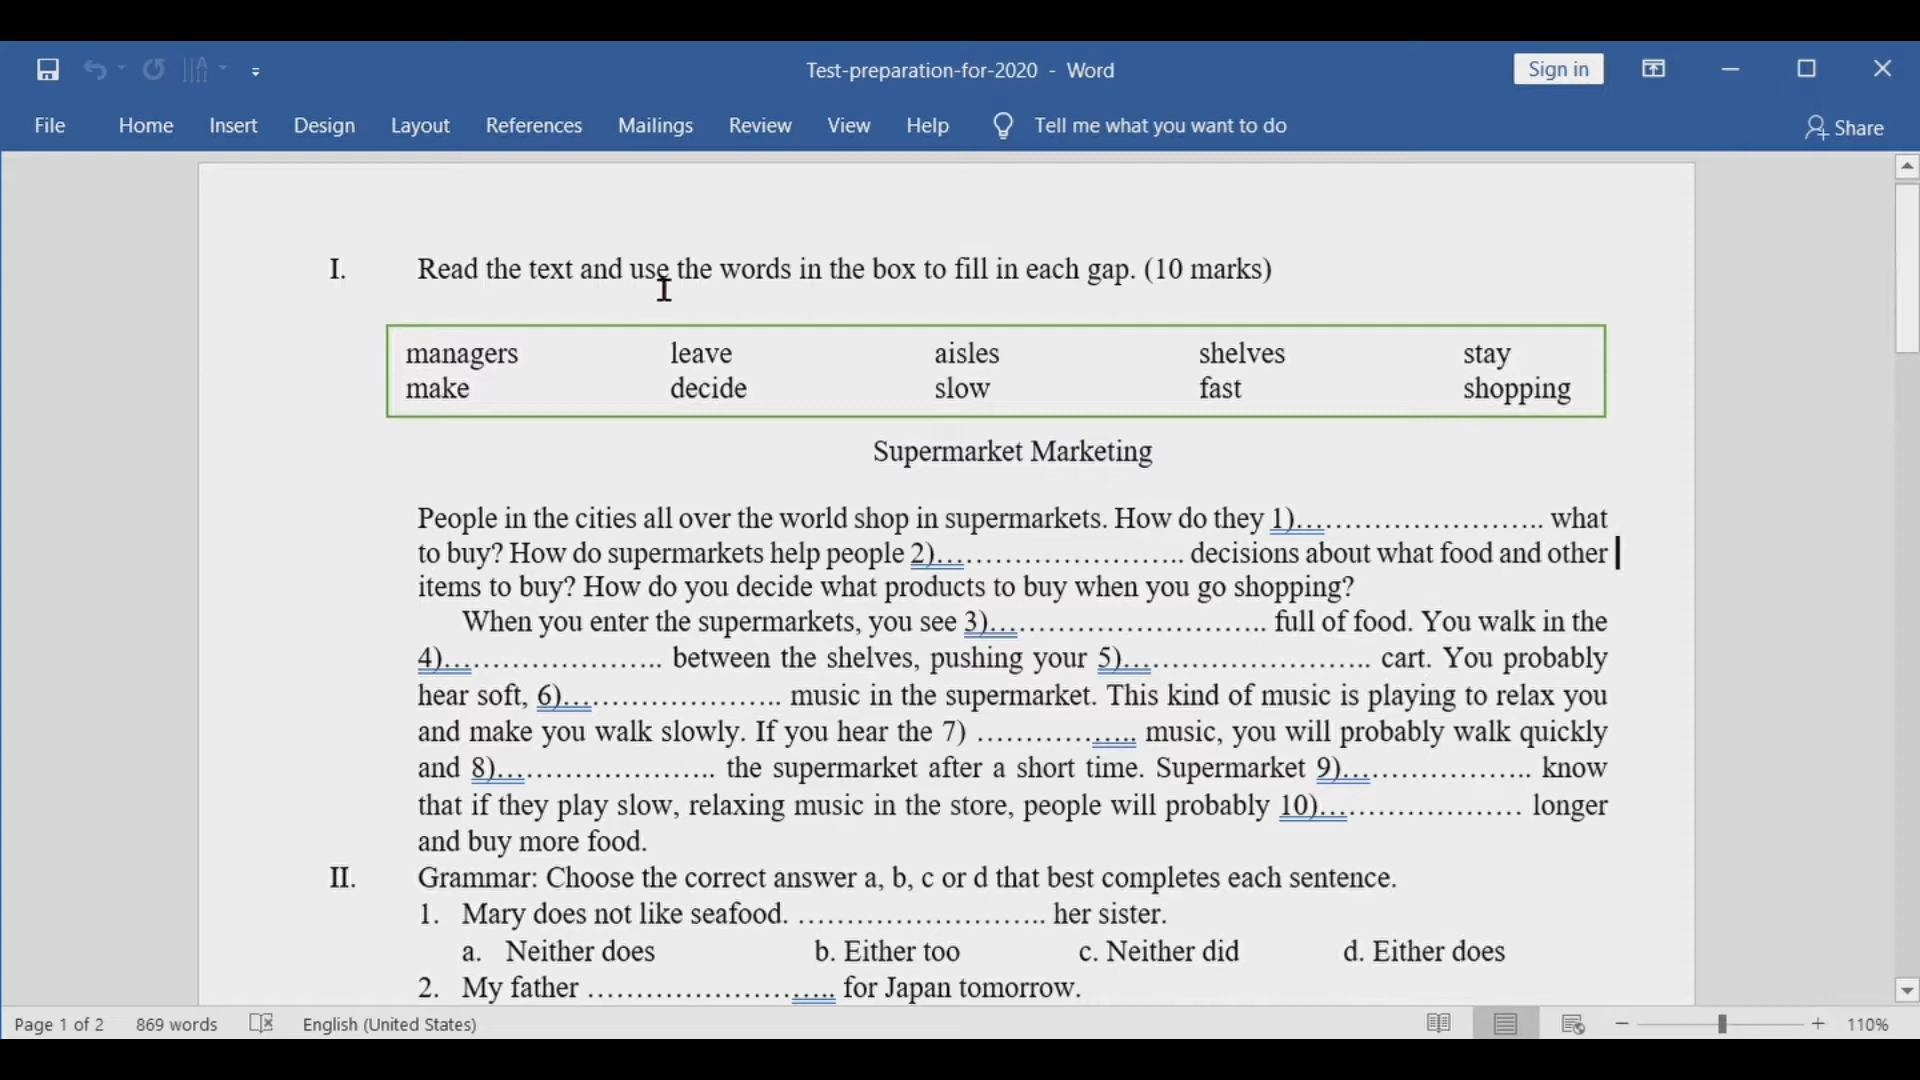 Test-preparation-for-2020 - Word
Sign in
File Home Insert Design Layout References Mailings Review View Help Tell me what you want to do Share
I. Read the text and use the words in the box to fill in each gap. (10 marks)
managers leave aisles shelves stay
make decide slow fast shopping
Supermarket Marketing
People in the cities all over the world shop in supermarkets. How do they 1)….…………………….. what
to buy? How do supermarkets help people 2)….…………………….. decisions about what food and other
items to buy? How do you decide what products to buy when you go shopping?
When you enter the supermarkets, you see 3)….……………………….. full of food. You walk in the
4)….………………….. between the shelves, pushing your 5)….…………………….. cart. You probably
hear soft, 6)….………………….. music in the supermarket. This kind of music is playing to relax you
and make you walk slowly. If you hear the 7) ………………. music, you will probably walk quickly
and 8)….………………….. the supermarket after a short time. Supermarket 9)….……………….. know
that if they play slow, relaxing music in the store, people will probably 10)….………………… longer
and buy more food.
II. Grammar: Choose the correct answer a, b, c or d that best completes each sentence.
1. Mary does not like seafood. ………………………….. her sister.
a. Neither does b. Either too c. Neither did d. Either does
2. My father ………………………….. for Japan tomorrow.
Page 1 of 2 869 words English (United States) 110%